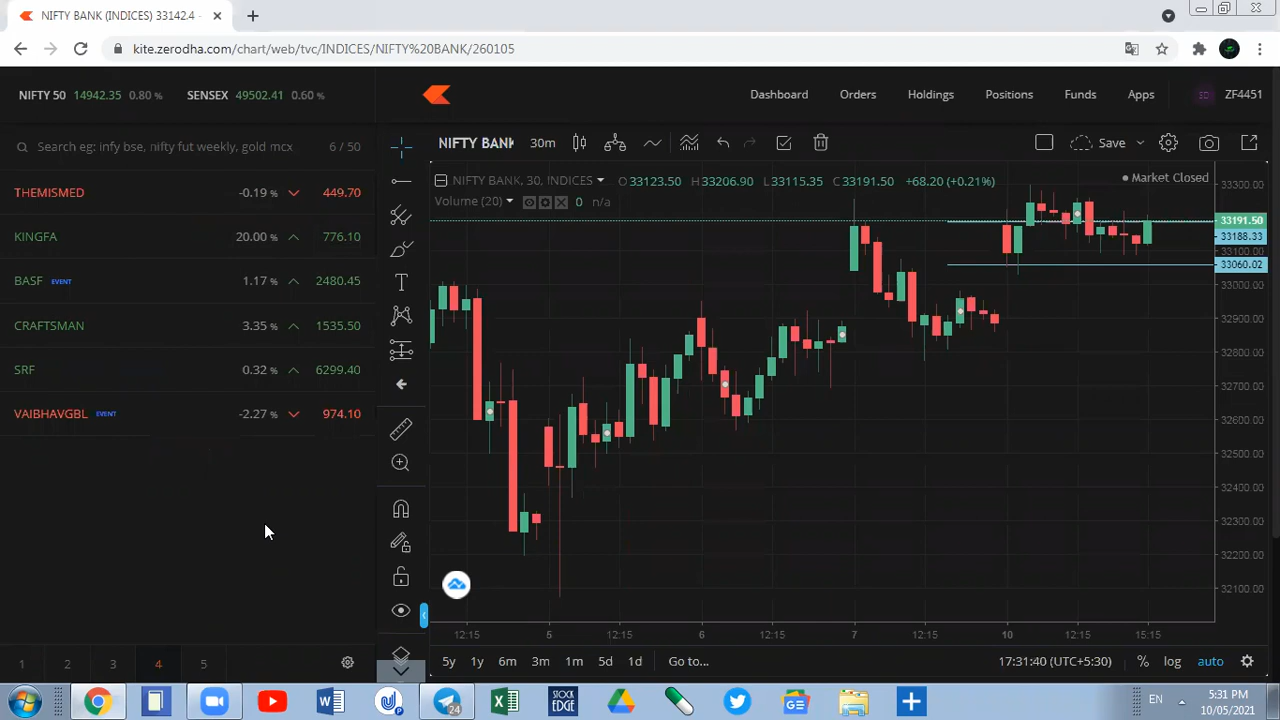 NIFTY BANK (INDICES) 33142.4 -
kite.zerodha.com/chart/web/tvc/INDICES/NIFTY%20BANK/260105
NIFTY 50 14942.35 0.80 % SENSEX 49502.41 0.60 %
Dashboard Orders Holdings Positions Funds Apps ZF4451
Search eg: infy bse, nifty fut weekly, gold mcx 6 / 50
NIFTY BANK 30m Save
THEMISMED -0.19 % 449.70
KINGFA 20.00 % 776.10
BASF EVENT 1.17 % 2480.45
CRAFTSMAN 3.35 % 1535.50
SRF 0.32 % 6299.40
VAIBHAVGBL EVENT -2.27 % 974.10
1 2 3 4 5
NIFTY BANK, 30, INDICES O33123.50 H33206.90 L33115.35 C33191.50 +68.20 (+0.21%)
Market Closed
Volume (20) 0 n/a
33300.00
33191.50
33188.33
33100.00
33060.02
33000.00
32900.00
32800.00
32700.00
32600.00
32500.00
32400.00
32300.00
32200.00
32100.00
12:15 5 12:15 6 12:15 7 12:15 10 12:15 15:15
5y 1y 6m 3m 1m 5d 1d Go to... 17:31:40 (UTC+5:30) % log auto
24
STOCK
EDGE
EN
5:31 PM
10/05/2021